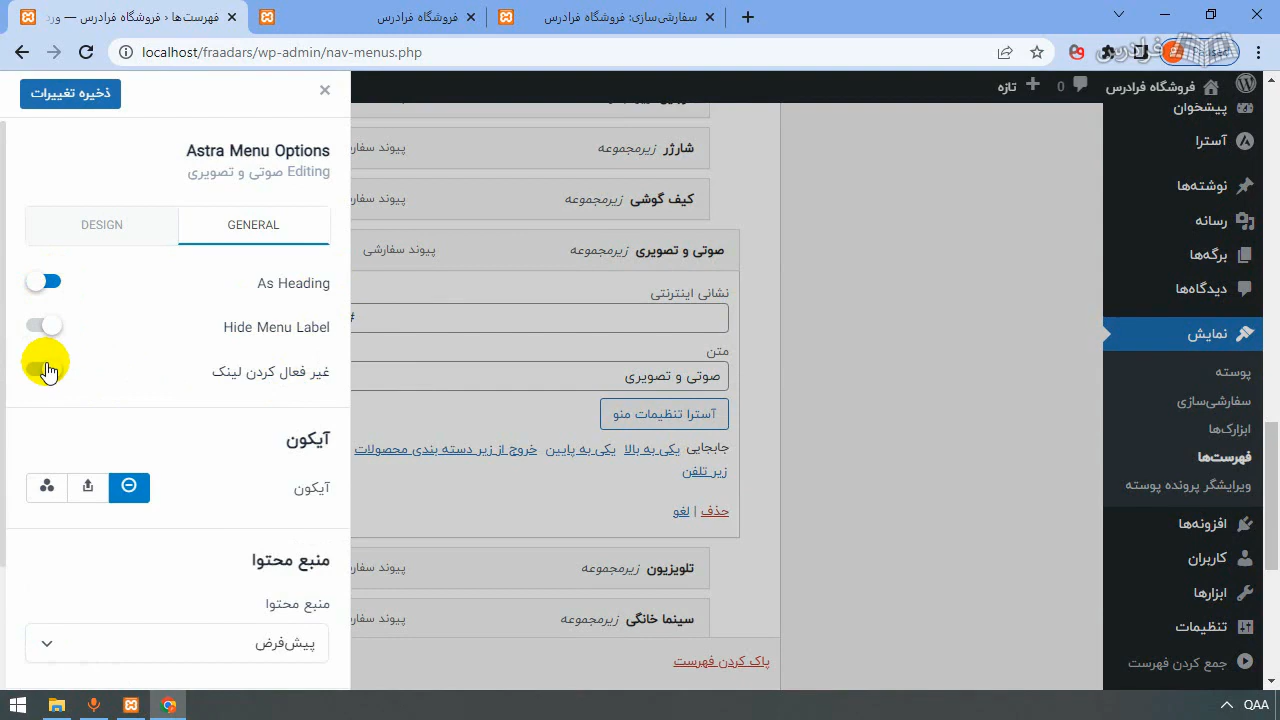 فهرست‌ها ‹ فروشگاه فرادرس — ورد
فروشگاه فرادرس
سفارشی‌سازی: فروشگاه فرادرس
localhost/fraadars/wp-admin/nav-menus.php
فرادرس
فروشگاه فرادرس
0
تازه
ذخیره تغییرات
Astra Menu Options
Editing صوتی و تصویری
GENERAL
DESIGN
As Heading
Hide Menu Label
غیر فعال کردن لینک
آیکون
آیکون
منبع محتوا
منبع محتوا
پیش‌فرض
شارژر زیرمجموعه
پیوند سفار
کیف گوشی زیرمجموعه
پیوند سفار
صوتی و تصویری زیرمجموعه
پیوند سفارشی
نشانی اینترنتی
#
متن
صوتی و تصویری
آسترا تنظیمات منو
جابجایی یکی به بالا یکی به پایین خروج از زیر دسته بندی محصولات
زیر تلفن
حذف | لغو
تلویزیون زیرمجموعه
پیوند سفار
سینما خانگی زیرمجموعه
پیوند سفار
پاک کردن فهرست
پیشخوان
آسترا
نوشته‌ها
رسانه
برگه‌ها
دیدگاه‌ها
نمایش
پوسته
سفارشی‌سازی
ابزارک‌ها
فهرست‌ها
ویرایشگر پرونده پوسته
افزونه‌ها
کاربران
ابزارها
تنظیمات
جمع کردن فهرست
QAA